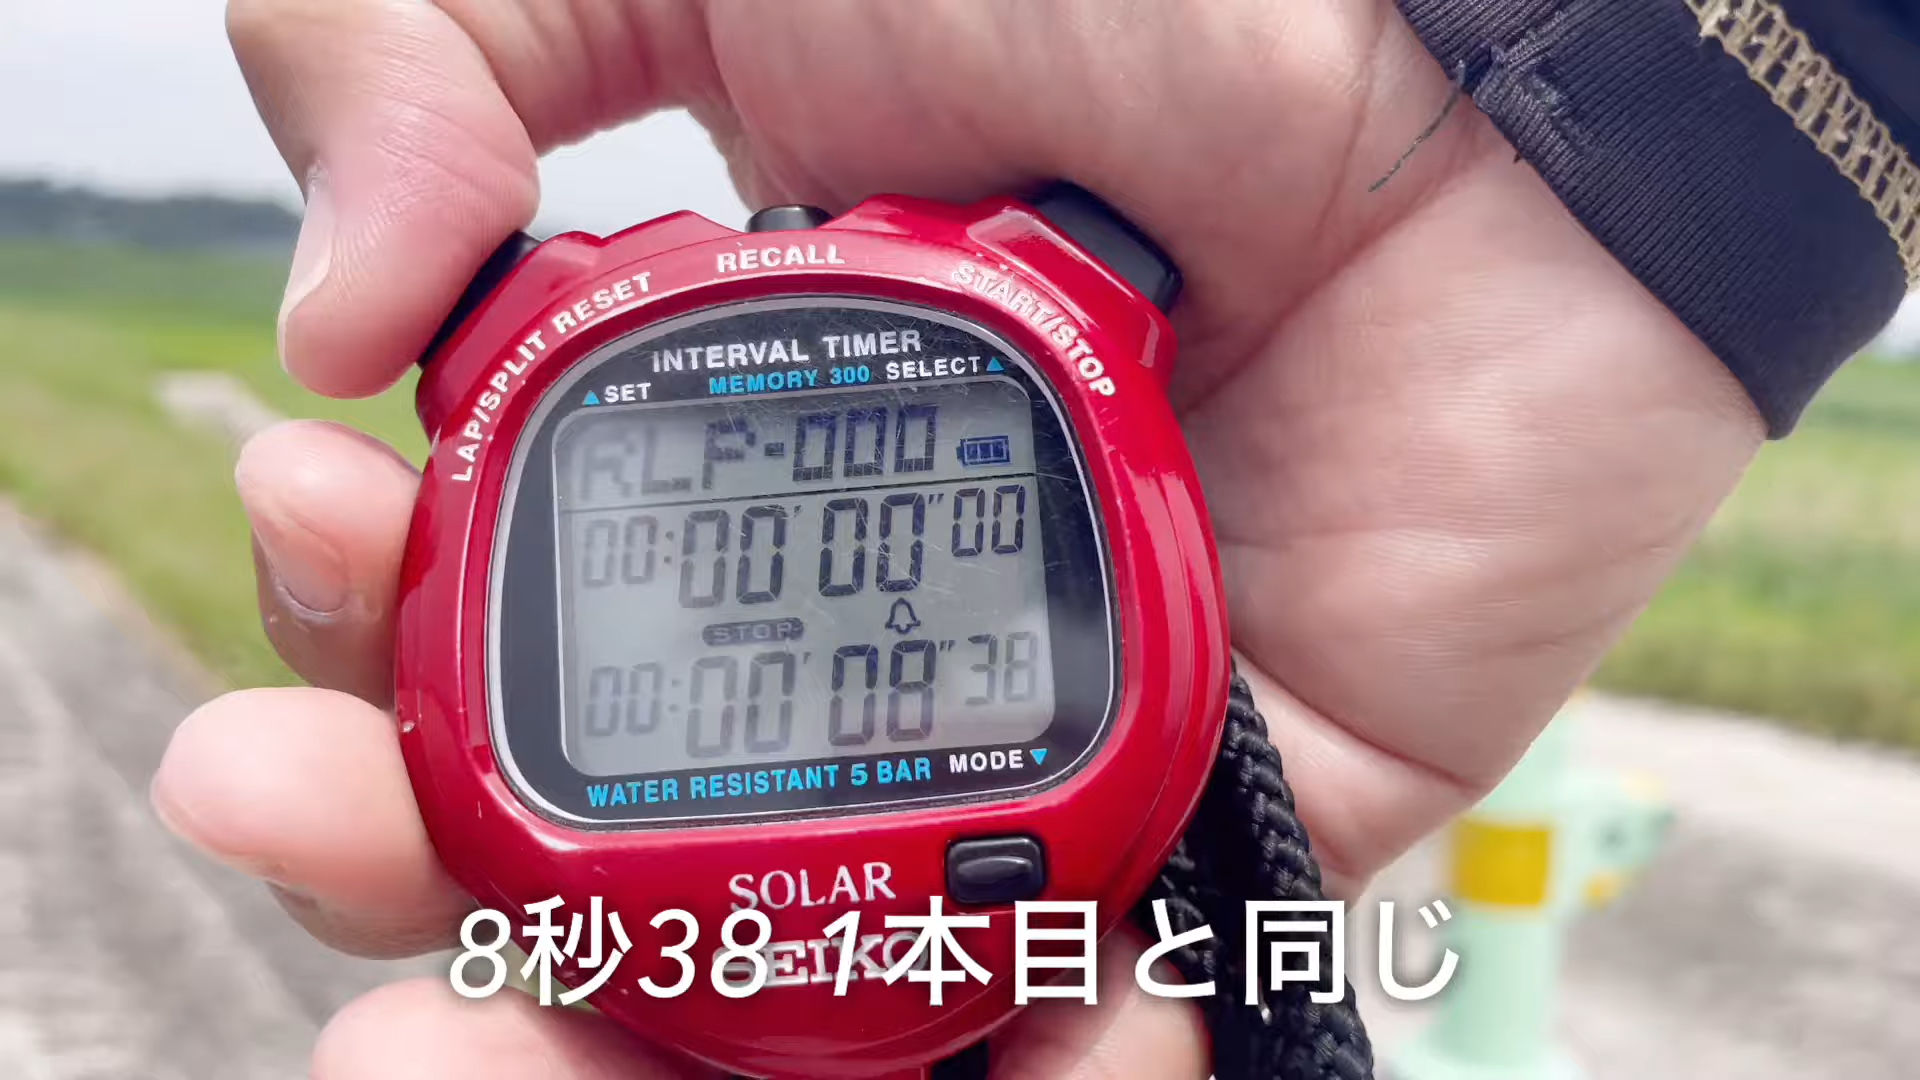 RECALL
LAP/SPLIT RESET
START/STOP
INTERVAL TIMER
▲SET
MEMORY 300
SELECT▲
-000
00:00'00"00
STOP
00:00'08"38
WATER RESISTANT 5 BAR
MODE▼
SOLAR
SEIKO
8秒38 1本目と同じ